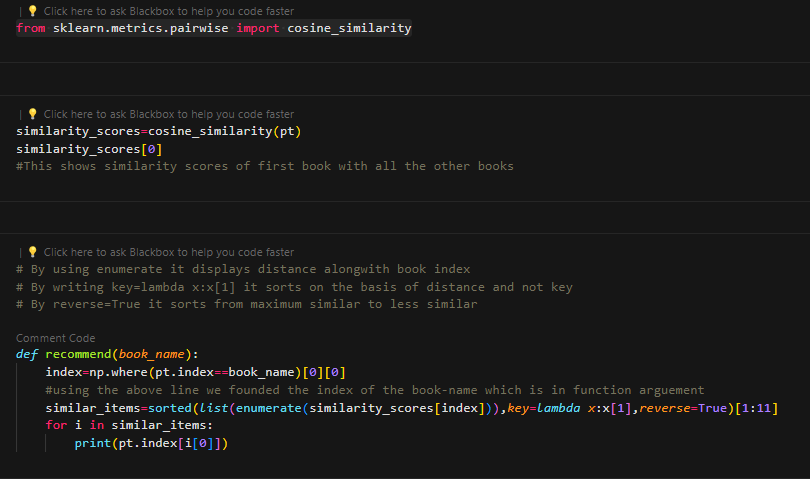 | 💡 Click here to ask Blackbox to help you code faster
from sklearn.metrics.pairwise import cosine_similarity
| 💡 Click here to ask Blackbox to help you code faster
similarity_scores=cosine_similarity(pt)
similarity_scores[0]
#This shows similarity scores of first book with all the other books
| 💡 Click here to ask Blackbox to help you code faster
# By using enumerate it displays distance alongwith book index
# By writing key=lambda x:x[1] it sorts on the basis of distance and not key
# By reverse=True it sorts from maximum similar to less similar
Comment Code
def recommend(book_name):
    index=np.where(pt.index==book_name)[0][0]
    #using the above line we founded the index of the book-name which is in function arguement
    similar_items=sorted(list(enumerate(similarity_scores[index])),key=lambda x:x[1],reverse=True)[1:11]
    for i in similar_items:
        print(pt.index[i[0]])